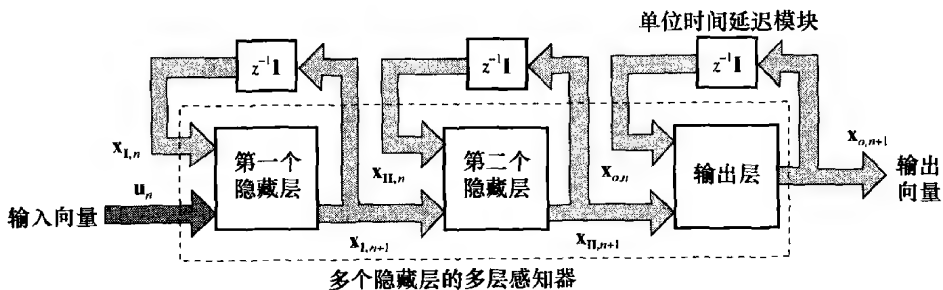 单位时间延迟模块
z⁻¹I
z⁻¹I
z⁻¹I
x_{I,n}
第一个
隐藏层
x_{II,n}
第二个
隐藏层
x_{o,n}
输出层
x_{o,n+1}
输出
向量
u_n
输入向量
x_{I,n+1}
x_{II,n+1}
多个隐藏层的多层感知器